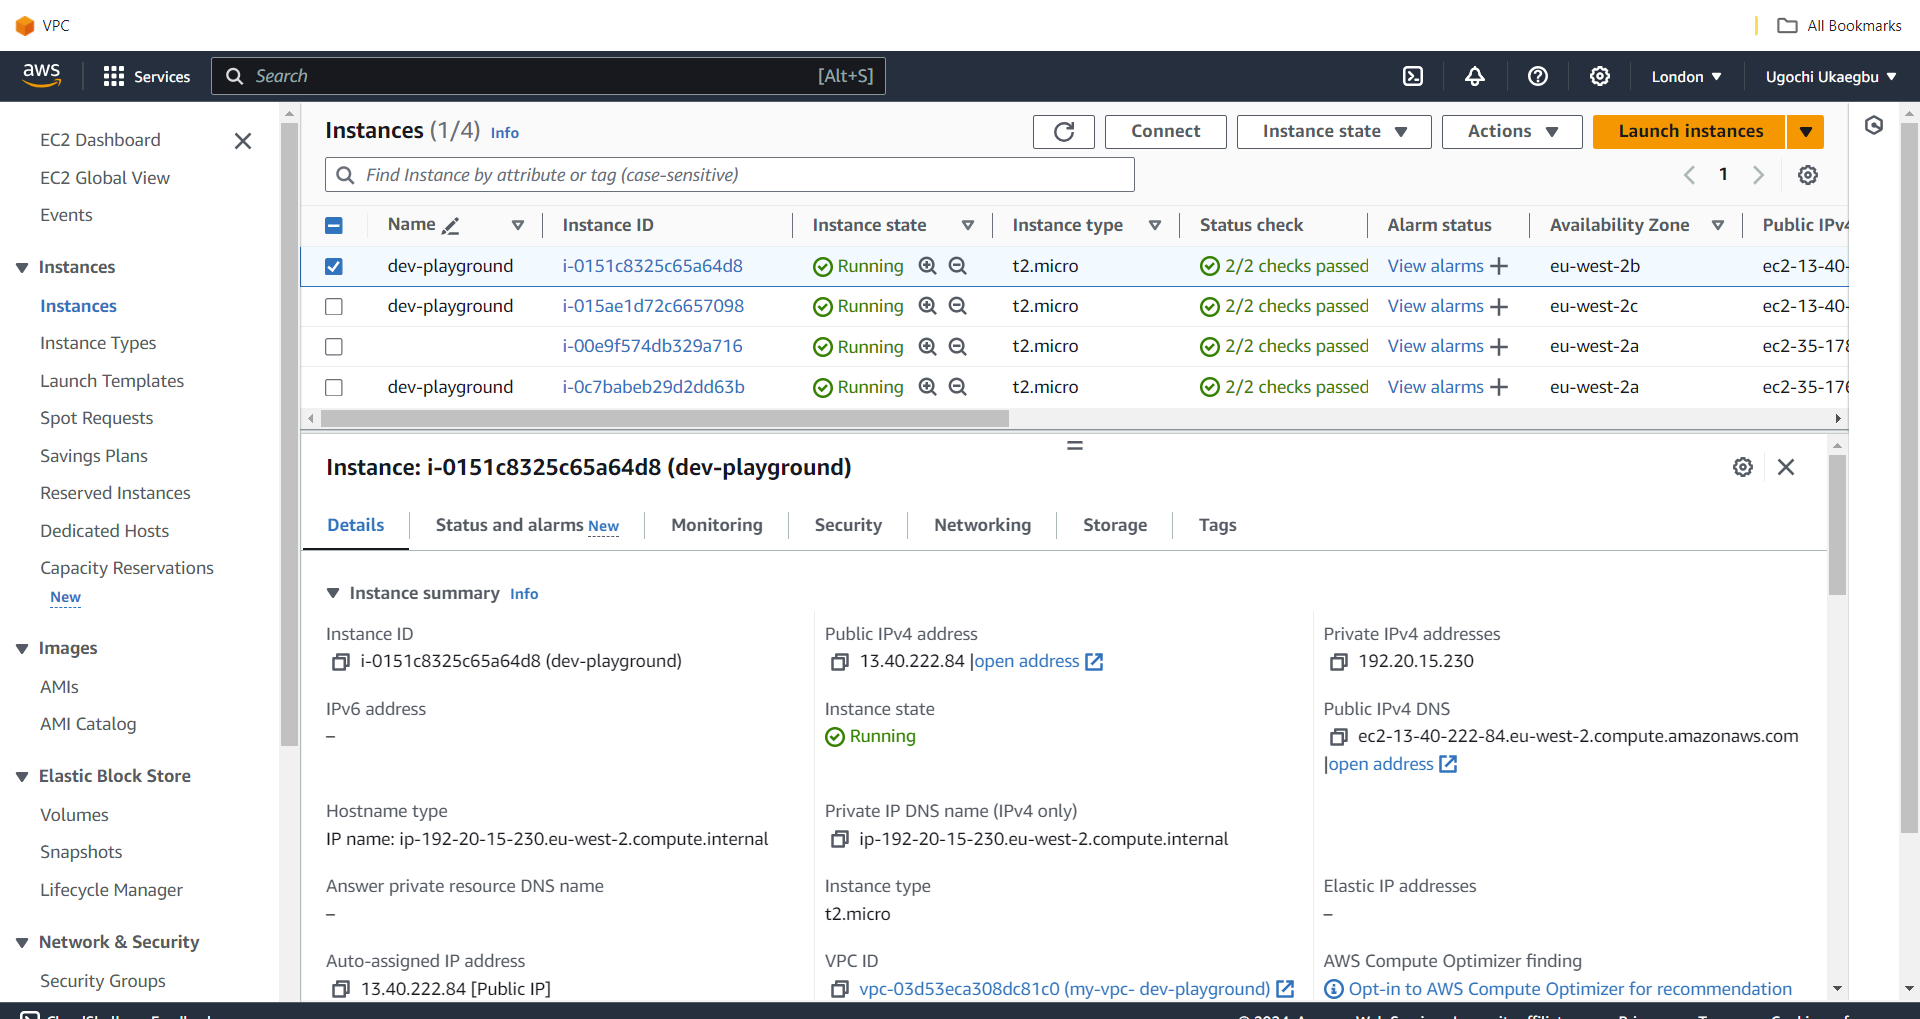 VPC
All Bookmarks
aws
Services
Search
[Alt+S]
London
Ugochi Ukaegbu
EC2 Dashboard
EC2 Global View
Events
Instances
Instances
Instance Types
Launch Templates
Spot Requests
Savings Plans
Reserved Instances
Dedicated Hosts
Capacity Reservations
New
Images
AMIs
AMI Catalog
Elastic Block Store
Volumes
Snapshots
Lifecycle Manager
Network & Security
Security Groups
Instances (1/4) Info
Connect
Instance state
Actions
Launch instances
Find Instance by attribute or tag (case-sensitive)
1
Name Instance ID Instance state Instance type Status check Alarm status Availability Zone Public IPv4
dev-playground i-0151c8325c65a64d8 Running t2.micro 2/2 checks passed View alarms eu-west-2b ec2-13-40-
dev-playground i-015ae1d72c6657098 Running t2.micro 2/2 checks passed View alarms eu-west-2c ec2-13-40-
i-00e9f574db329a716 Running t2.micro 2/2 checks passed View alarms eu-west-2a ec2-35-178
dev-playground i-0c7babeb29d2dd63b Running t2.micro 2/2 checks passed View alarms eu-west-2a ec2-35-176
Instance: i-0151c8325c65a64d8 (dev-playground)
Details
Status and alarms New
Monitoring
Security
Networking
Storage
Tags
Instance summary Info
Instance ID
i-0151c8325c65a64d8 (dev-playground)
Public IPv4 address
13.40.222.84 |open address
Private IPv4 addresses
192.20.15.230
IPv6 address
–
Instance state
Running
Public IPv4 DNS
ec2-13-40-222-84.eu-west-2.compute.amazonaws.com
|open address
Hostname type
IP name: ip-192-20-15-230.eu-west-2.compute.internal
Private IP DNS name (IPv4 only)
ip-192-20-15-230.eu-west-2.compute.internal
Answer private resource DNS name
–
Instance type
t2.micro
Elastic IP addresses
–
Auto-assigned IP address
13.40.222.84 [Public IP]
VPC ID
vpc-03d53eca308dc81c0 (my-vpc- dev-playground)
AWS Compute Optimizer finding
Opt-in to AWS Compute Optimizer for recommendation